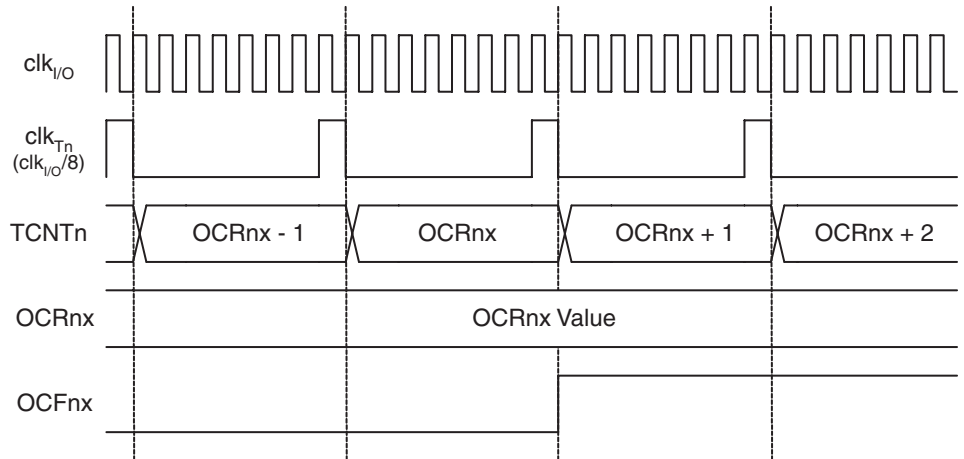 clkI/O
clkTn
(clkI/O/8)
TCNTn
OCRnx - 1
OCRnx
OCRnx + 1
OCRnx + 2
OCRnx
OCRnx Value
OCFnx